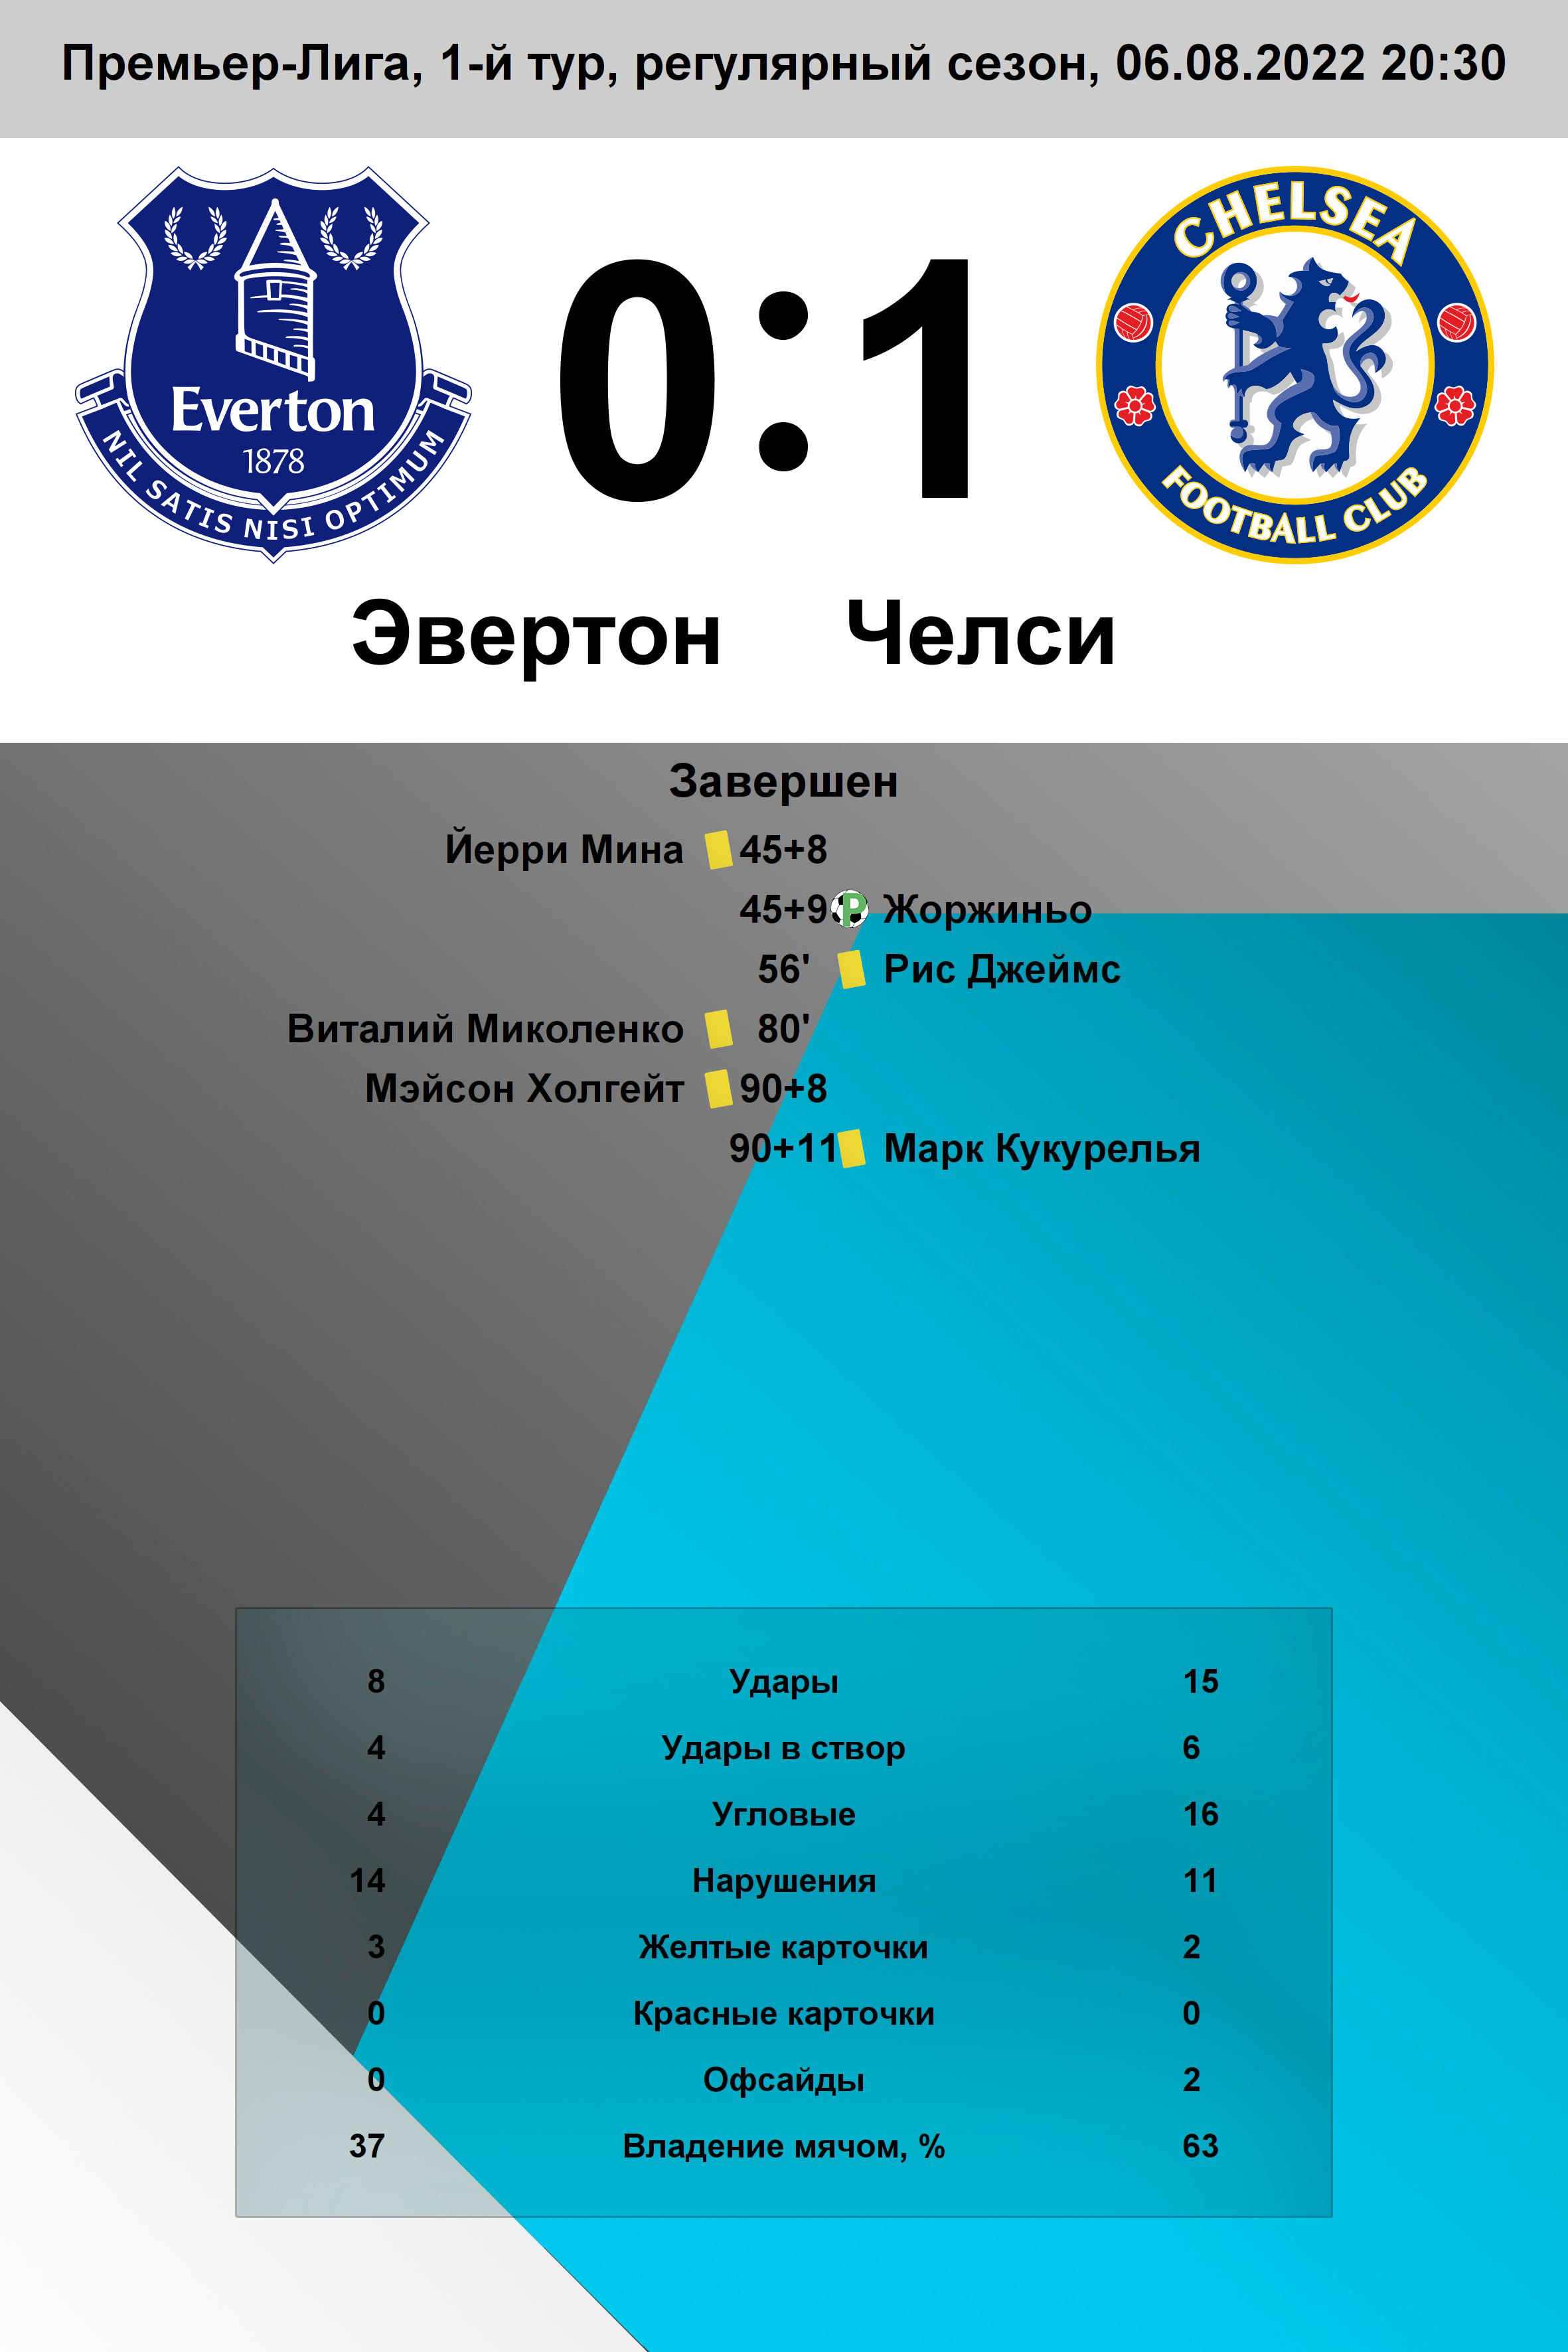 Премьер-Лига, 1-й тур, регулярный сезон, 06.08.2022 20:30
Everton
1878
NIL SATIS NISI OPTIMUM
0:1
CHELSEA
FOOTBALL CLUB
Эвертон Челси
Завершен
Йерри Мина 45+8
45+9 P Жоржиньо
56' Рис Джеймс
Виталий Миколенко 80'
Мэйсон Холгейт 90+8
90+11 Марк Кукурелья
8 Удары 15
4 Удары в створ 6
4 Угловые 16
14 Нарушения 11
3 Желтые карточки 2
0 Красные карточки 0
0 Офсайды 2
37 Владение мячом, % 63